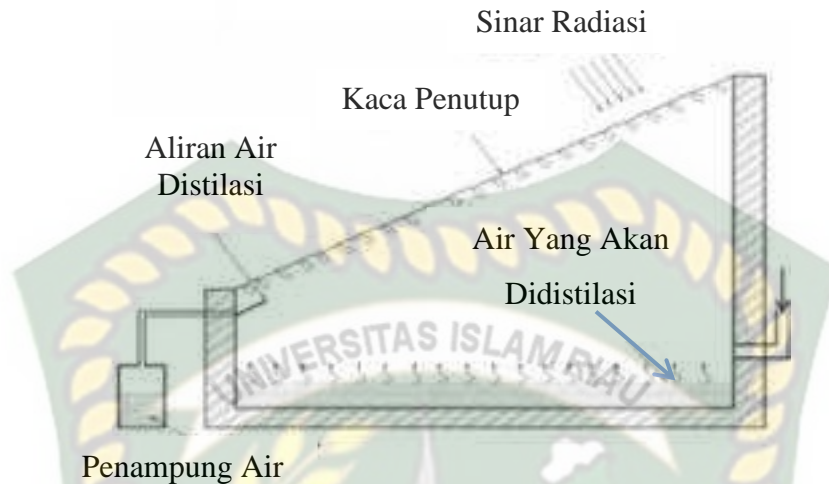 Sinar Radiasi
Kaca Penutup
Aliran Air
Distilasi
Air Yang Akan
Didistilasi
UNIVERSITAS ISLAM RIAU
Penampung Air